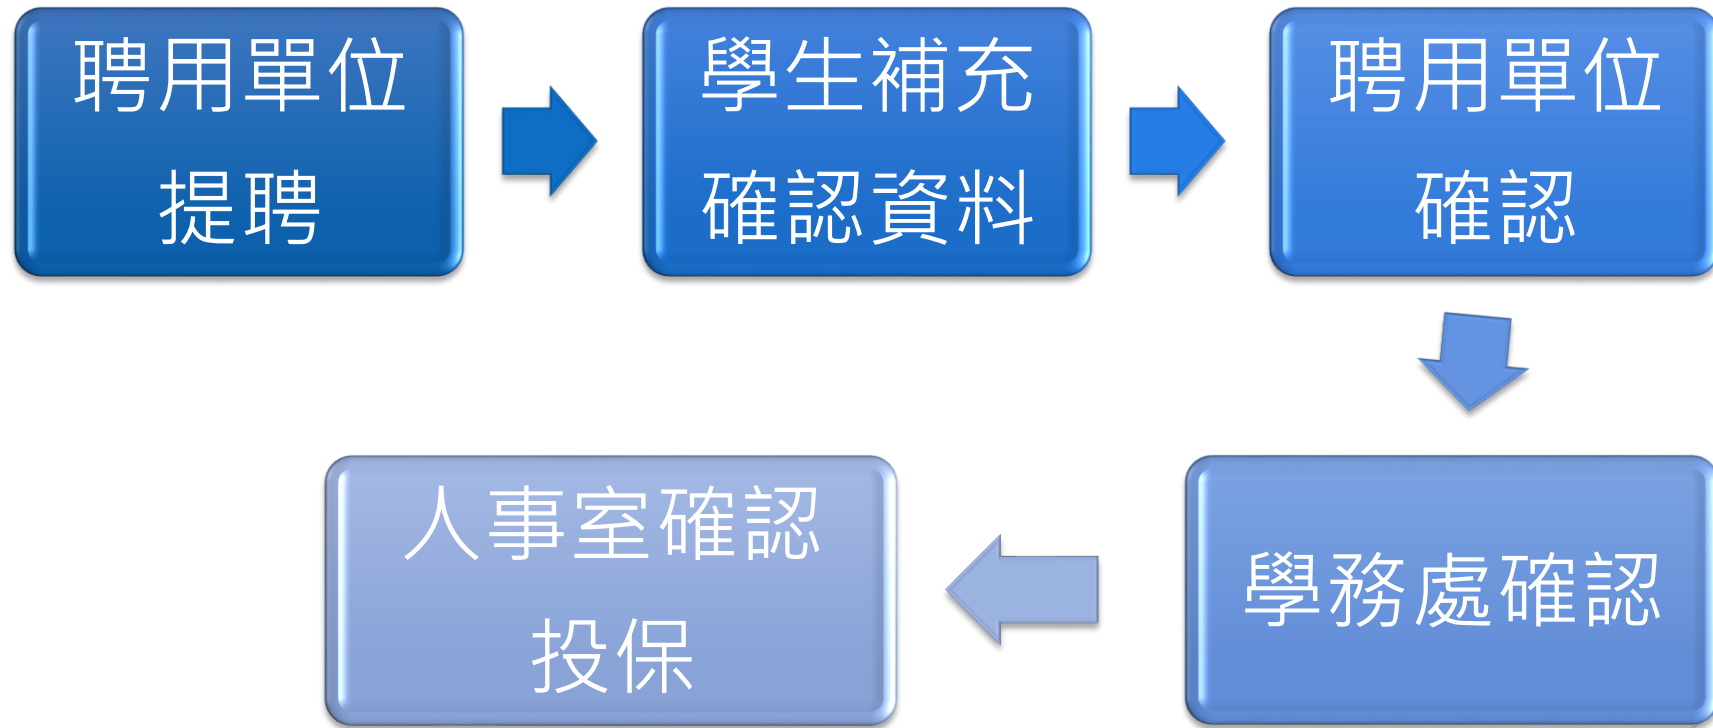 聘用單位
提聘
學生補充
確認資料
聘用單位
確認
學務處確認
人事室確認
投保